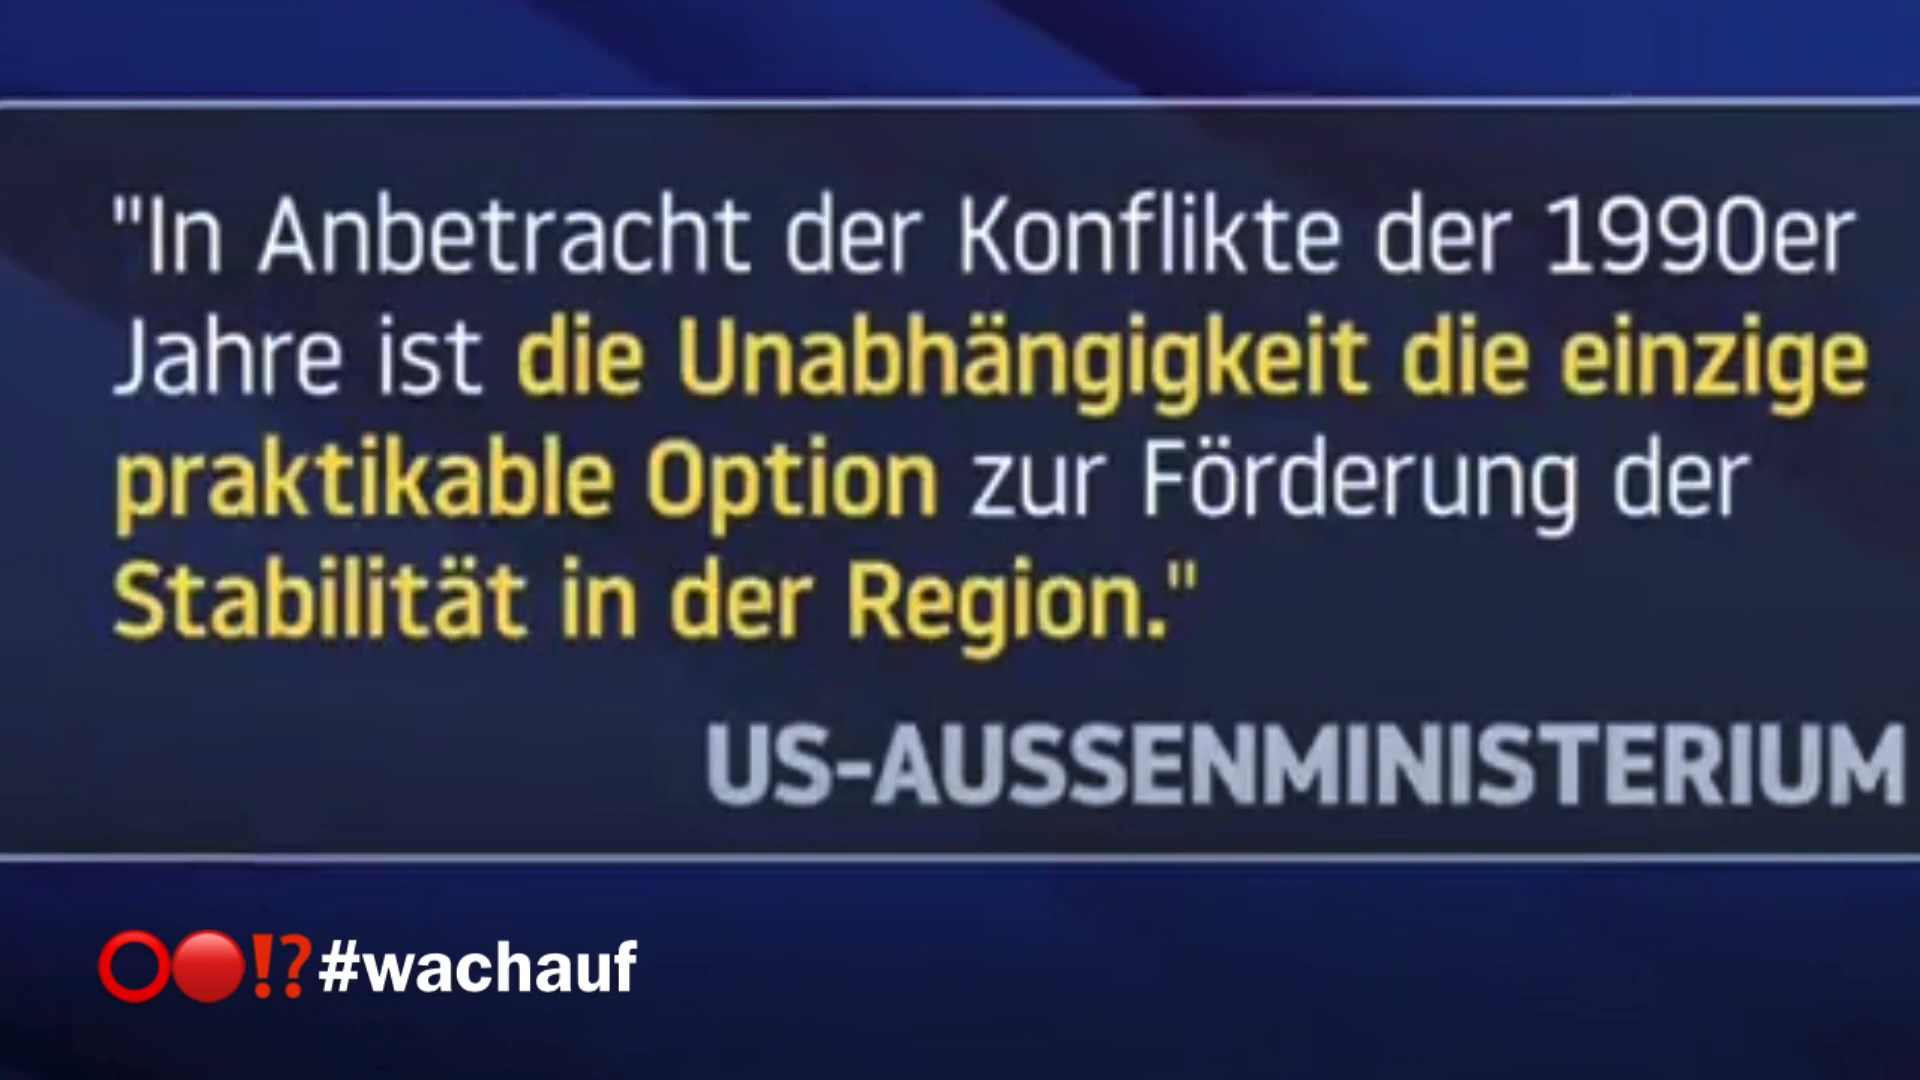 "In Anbetracht der Konflikte der 1990er
Jahre ist die Unabhängigkeit die einzige
praktikable Option zur Förderung der
Stabilität in der Region."
US-AUSSENMINISTERIUM
⭕🔴⁉️#wachauf